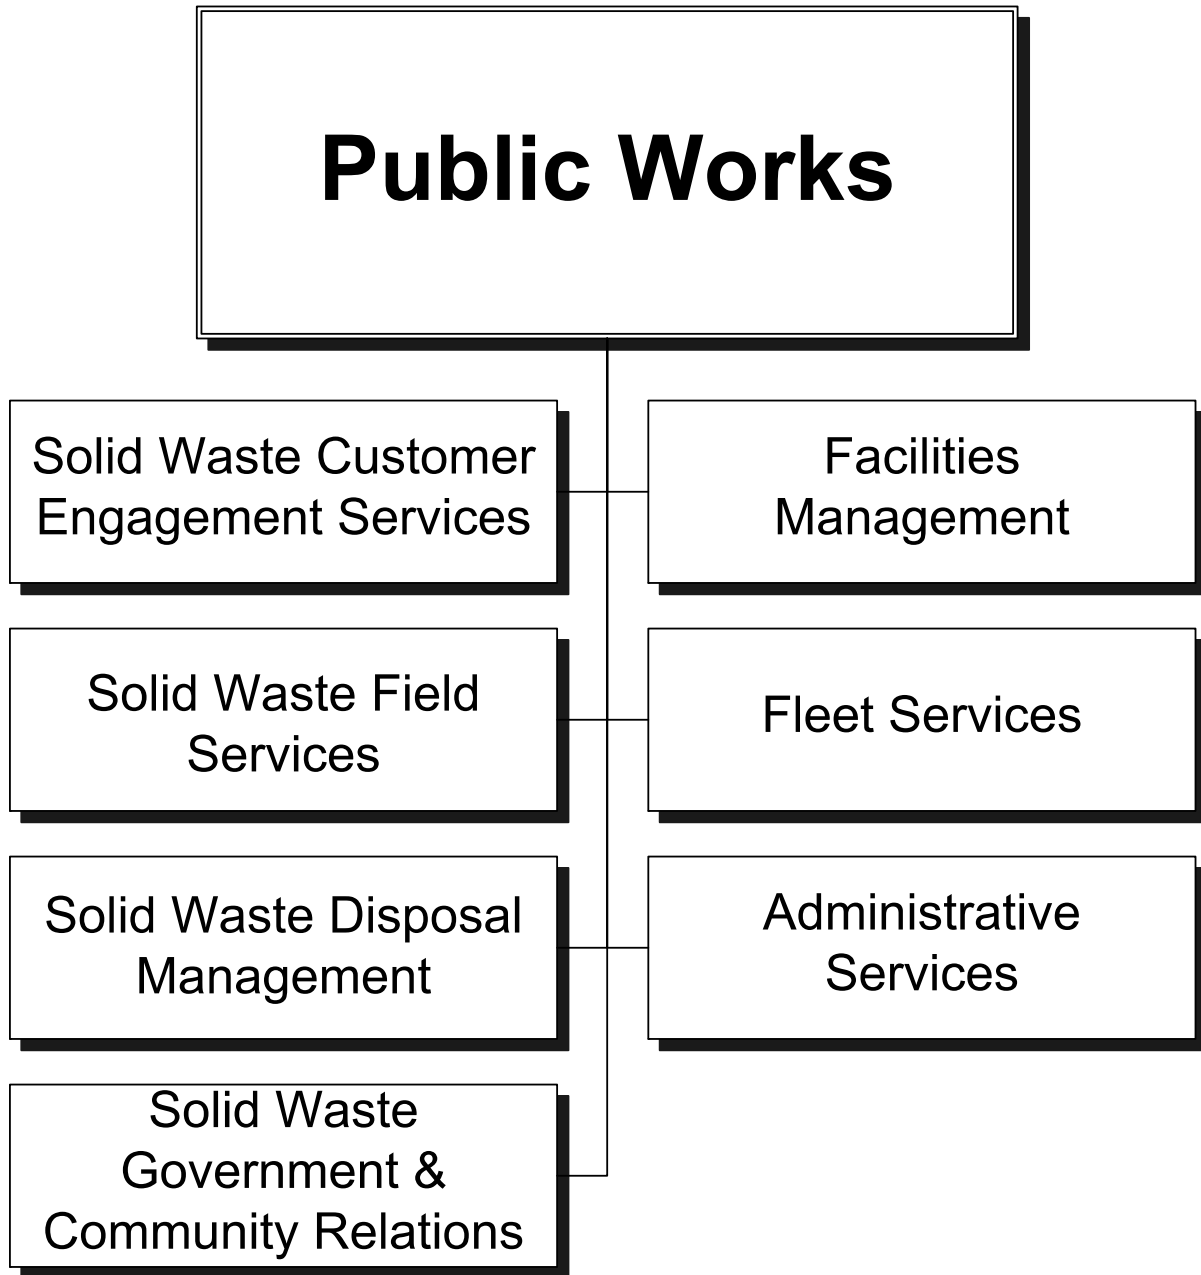 Public Works
Solid Waste Customer
Engagement Services
Facilities
Management
Solid Waste Field
Services
Fleet Services
Solid Waste Disposal
Management
Administrative
Services
Solid Waste
Government &
Community Relations